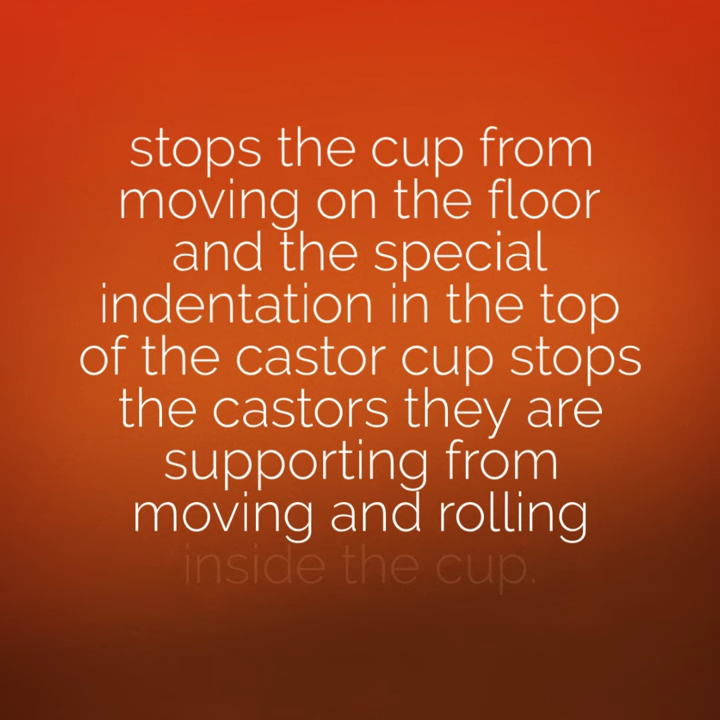 stops the cup from
moving on the floor
and the special
indentation in the top
of the castor cup stops
the castors they are
supporting from
moving and rolling
inside the cup.